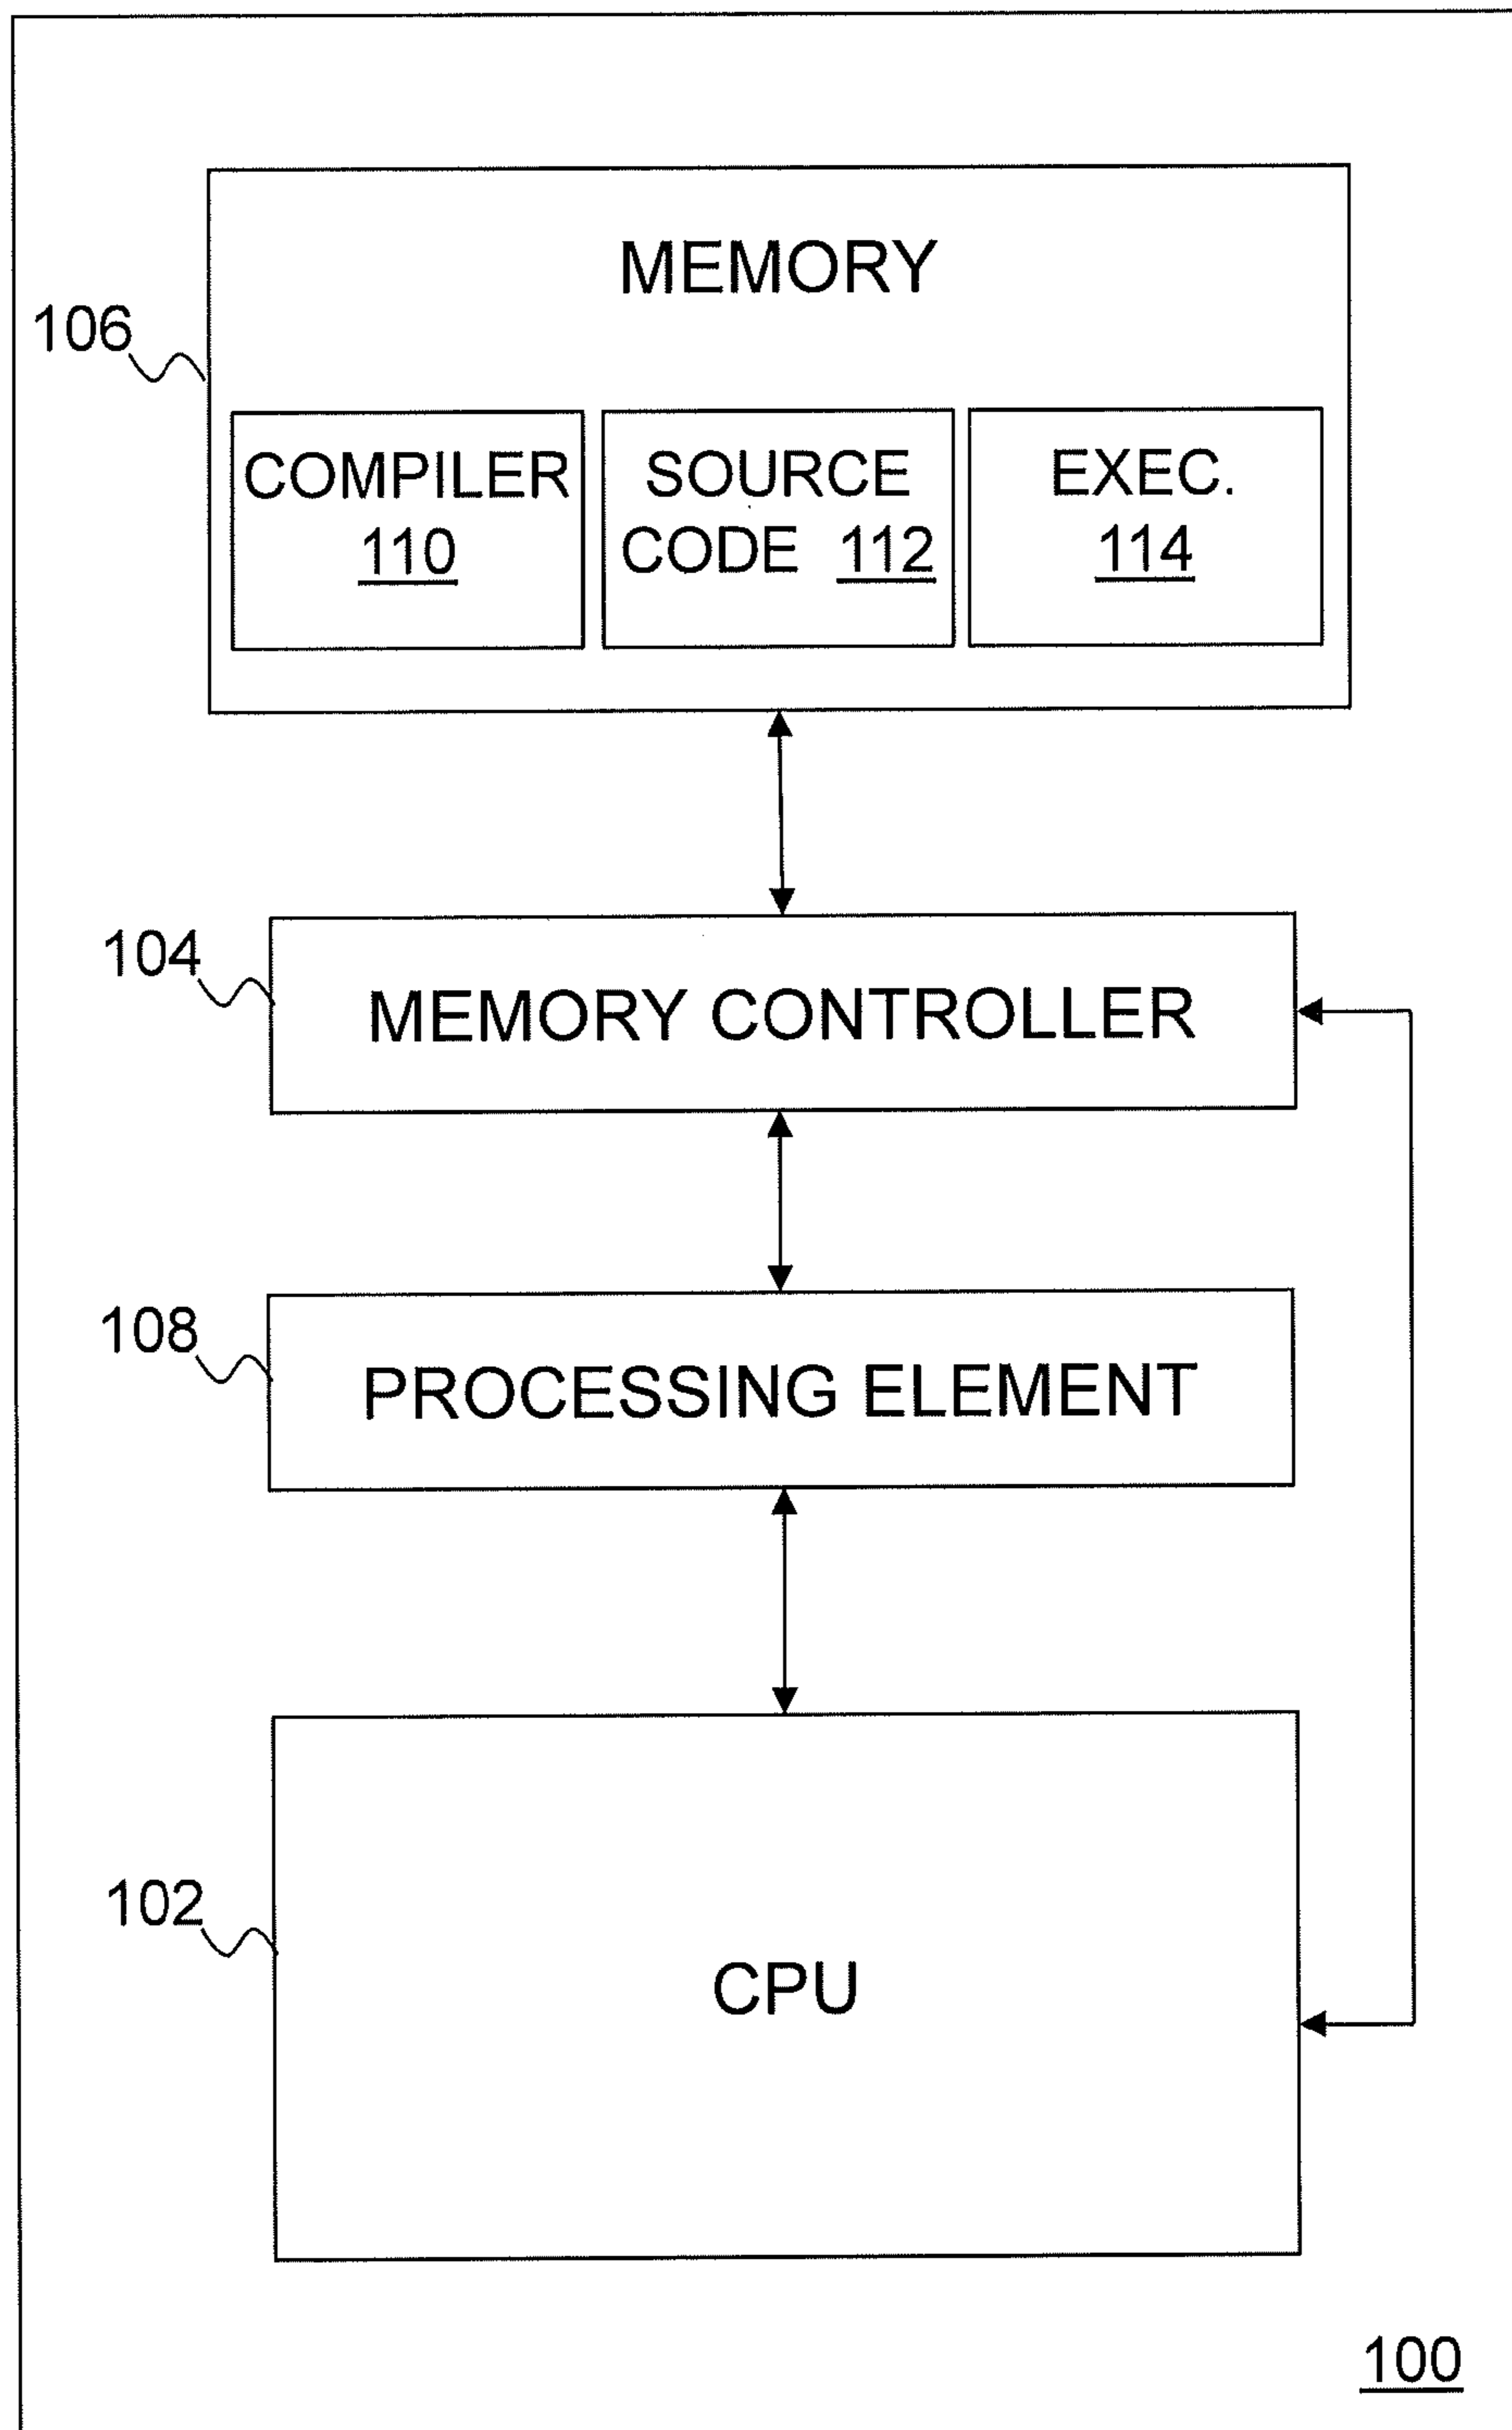 MEMORY
106
COMPILER
110
SOURCE
CODE 112
EXEC.
114
104
MEMORY CONTROLLER
108
PROCESSING ELEMENT
102
CPU
100